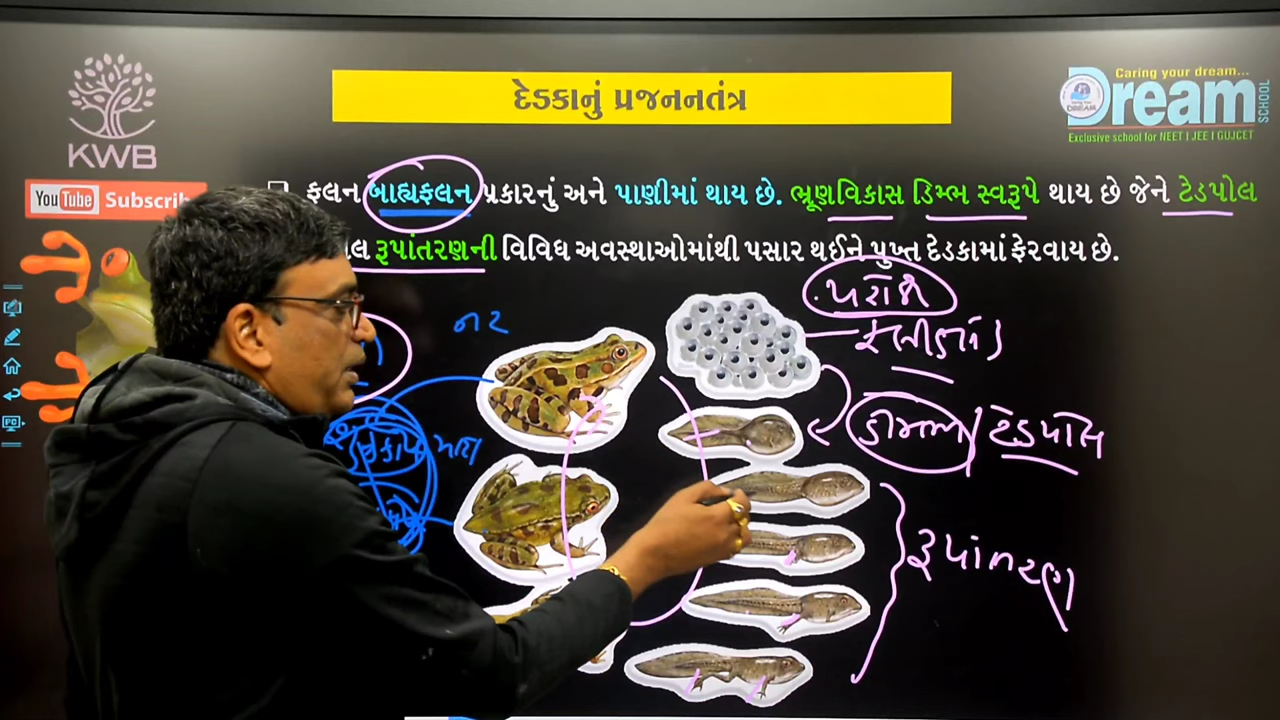 દેડકાનું પ્રજનનતંત્ર
Caring your dream...
Dream SCHOOL
Exclusive school for NEET I JEE I GUJCET
KWB
YouTube Subscrib
ફલન બાહ્યફલન પ્રકારનું અને પાણીમાં થાય છે. ભ્રૂણવિકાસ ડિમ્ભ સ્વરૂપે થાય છે જેને ટેડપોલ
રૂપાંતરણની વિવિધ અવસ્થાઓમાંથી પસાર થઈને પુખ્ત દેડકામાં ફેરવાય છે.
નર
માદા
ટેડપોલ
રૂપાંતરણ
PC